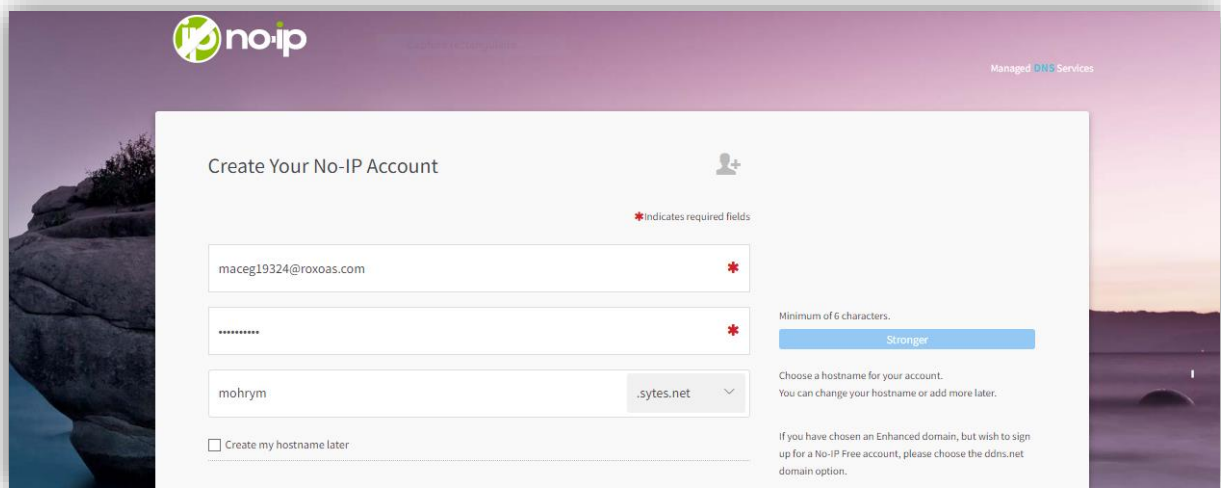 no-ip
Managed DNS Services
Create Your No-IP Account
*Indicates required fields
maceg19324@roxoas.com *
•••••••••• *
Minimum of 6 characters.
Stronger
mohrym .sytes.net
Choose a hostname for your account.
You can change your hostname or add more later.
Create my hostname later
If you have chosen an Enhanced domain, but wish to sign
up for a No-IP Free account, please choose the ddns.net
domain option.